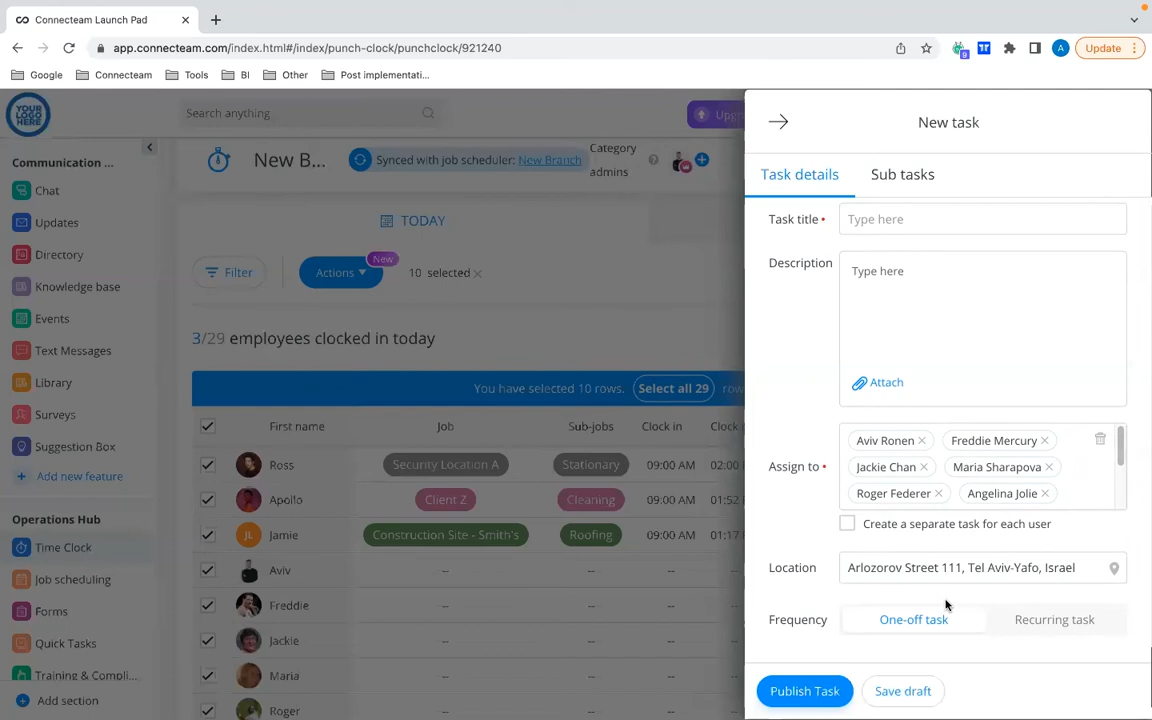 Connecteam Launch Pad
app.connecteam.com/index.html#/index/punch-clock/punchclock/921240
9
A
Update
Google
Connecteam
Tools
BI
Other
Post implementati...
YOUR LOGO HERE
Search anything
Upgr
Communication ...
Chat
Updates
Directory
Knowledge base
Events
Text Messages
Library
Surveys
Suggestion Box
Add new feature
Operations Hub
Time Clock
Job scheduling
Forms
Quick Tasks
Training & Compli...
Add section
New B...
Synced with job scheduler: New Branch
Category admins
TODAY
Filter
Actions
New
10 selected
3/29 employees clocked in today
You have selected 10 rows. Select all 29 row
First name Job Sub-jobs Clock in Clock
Ross Security Location A Stationary 09:00 AM 02:00
Apollo Client Z Cleaning 09:00 AM 01:52
JL Jamie Construction Site - Smith's Roofing 09:00 AM 01:17
Aviv -- -- -- --
Freddie -- -- -- --
Jackie -- -- -- --
Maria -- -- -- --
Roger -- -- -- --
New task
Task details Sub tasks
Task title • Type here
Description Type here
Attach
Assign to •
Aviv Ronen Freddie Mercury
Jackie Chan Maria Sharapova
Roger Federer Angelina Jolie
Create a separate task for each user
Location Arlozorov Street 111, Tel Aviv-Yafo, Israel
Frequency One-off task Recurring task
Publish Task Save draft